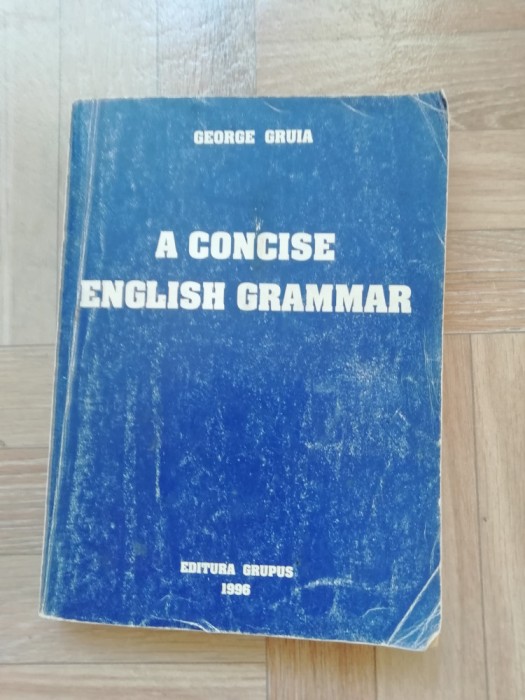 GEORGE GRUIA
A CONCISE
ENGLISH GRAMMAR
EDITURA GRUPUS
1996